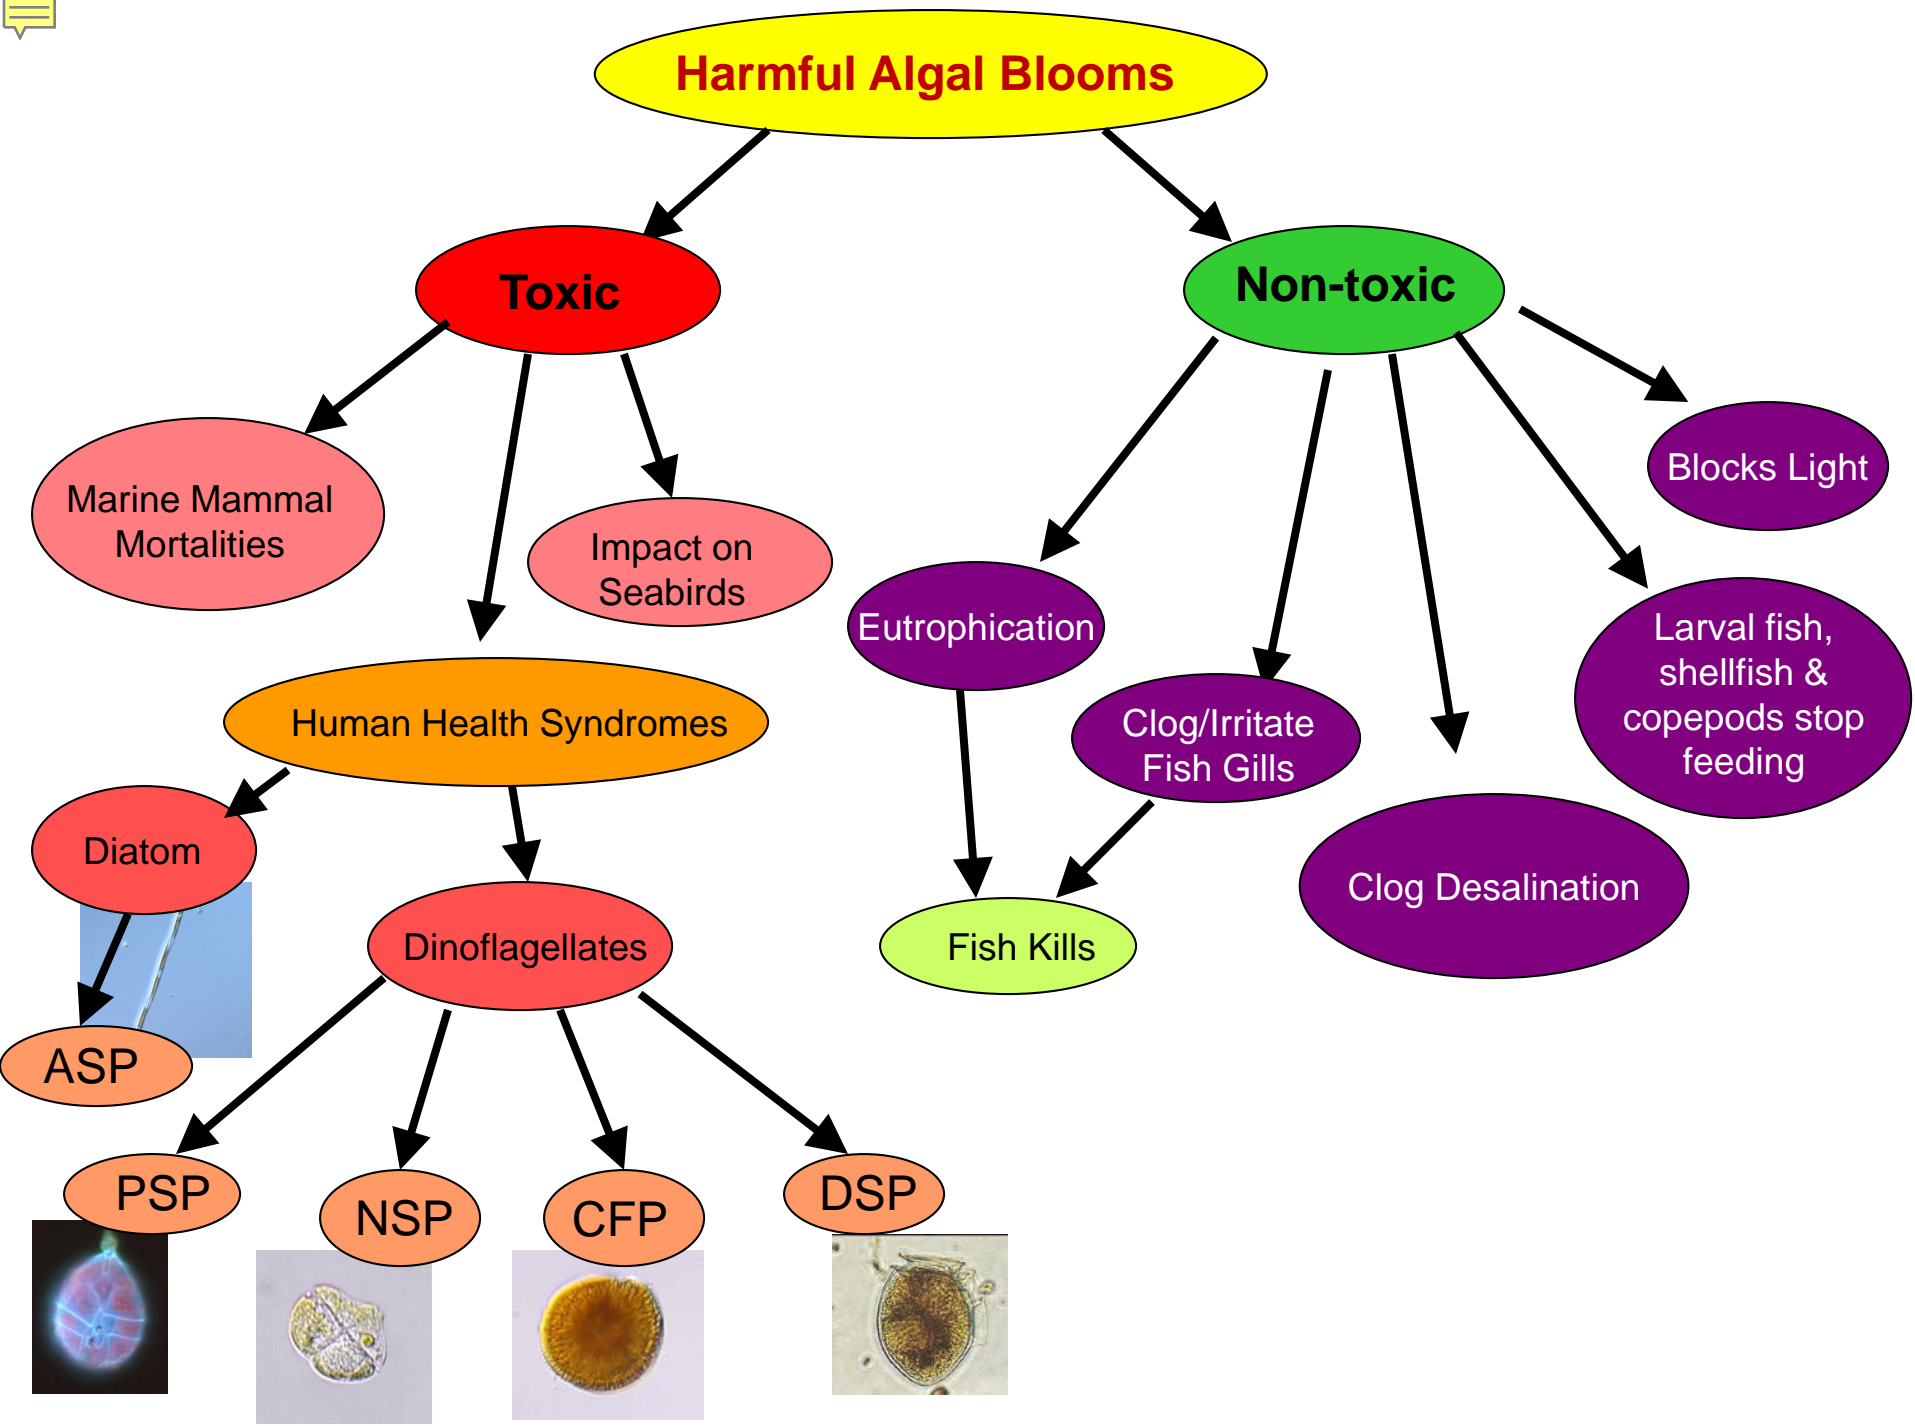 Harmful Algal Blooms
Toxic
Non-toxic
Marine Mammal
Mortalities
Impact on
Seabirds
Blocks Light
Eutrophication
Larval fish,
shellfish &
copepods stop
feeding
Human Health Syndromes
Clog/Irritate
Fish Gills
Diatom
Clog Desalination
Dinoflagellates
Fish Kills
ASP
PSP
NSP
CFP
DSP